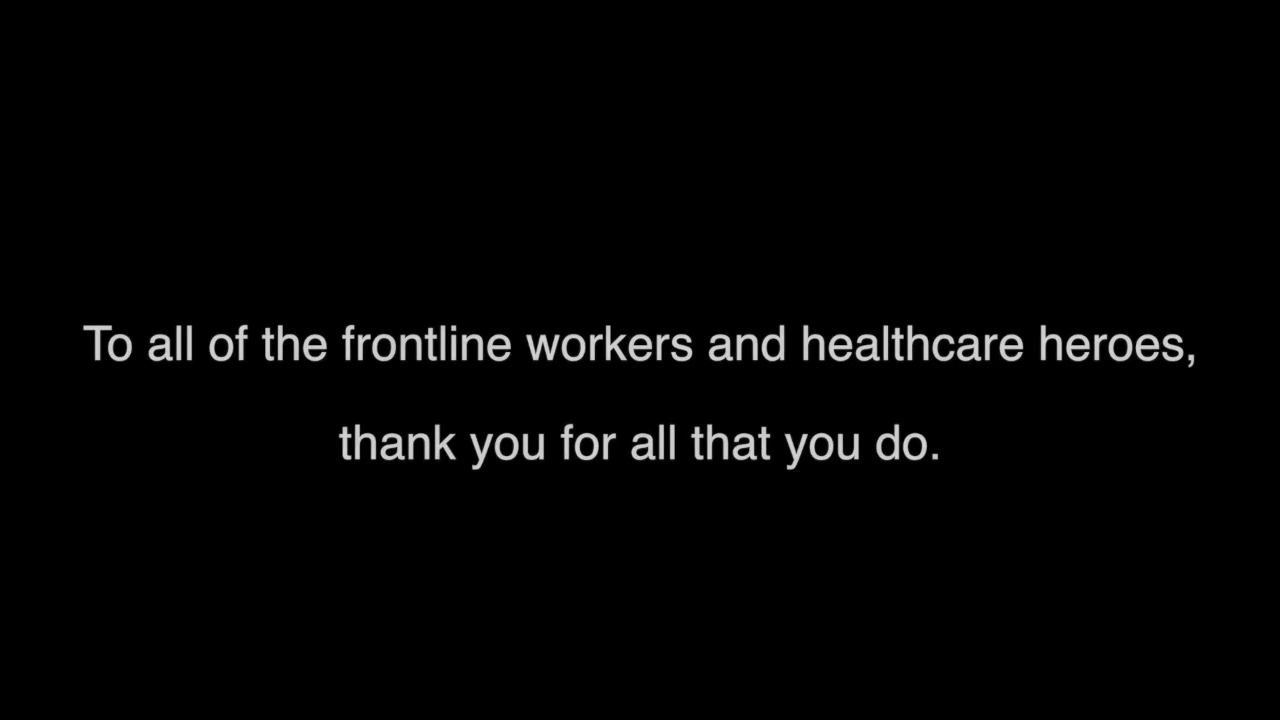 To all of the frontline workers and healthcare heroes,
thank you for all that you do.